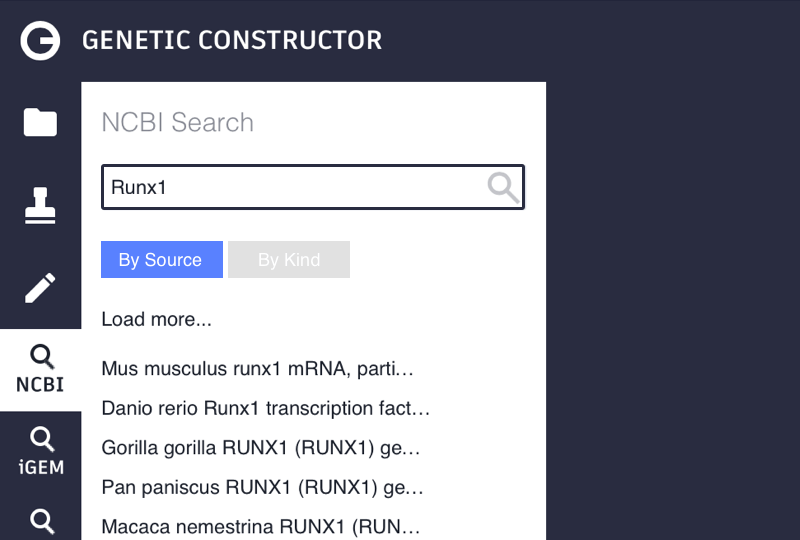 GENETIC CONSTRUCTOR
NCBI Search
Runx1
By Source By Kind
Load more...
NCBI
iGEM
Mus musculus runx1 mRNA, parti...
Danio rerio Runx1 transcription fact...
Gorilla gorilla RUNX1 (RUNX1) ge...
Pan paniscus RUNX1 (RUNX1) ge...
Macaca nemestrina RUNX1 (RUN...